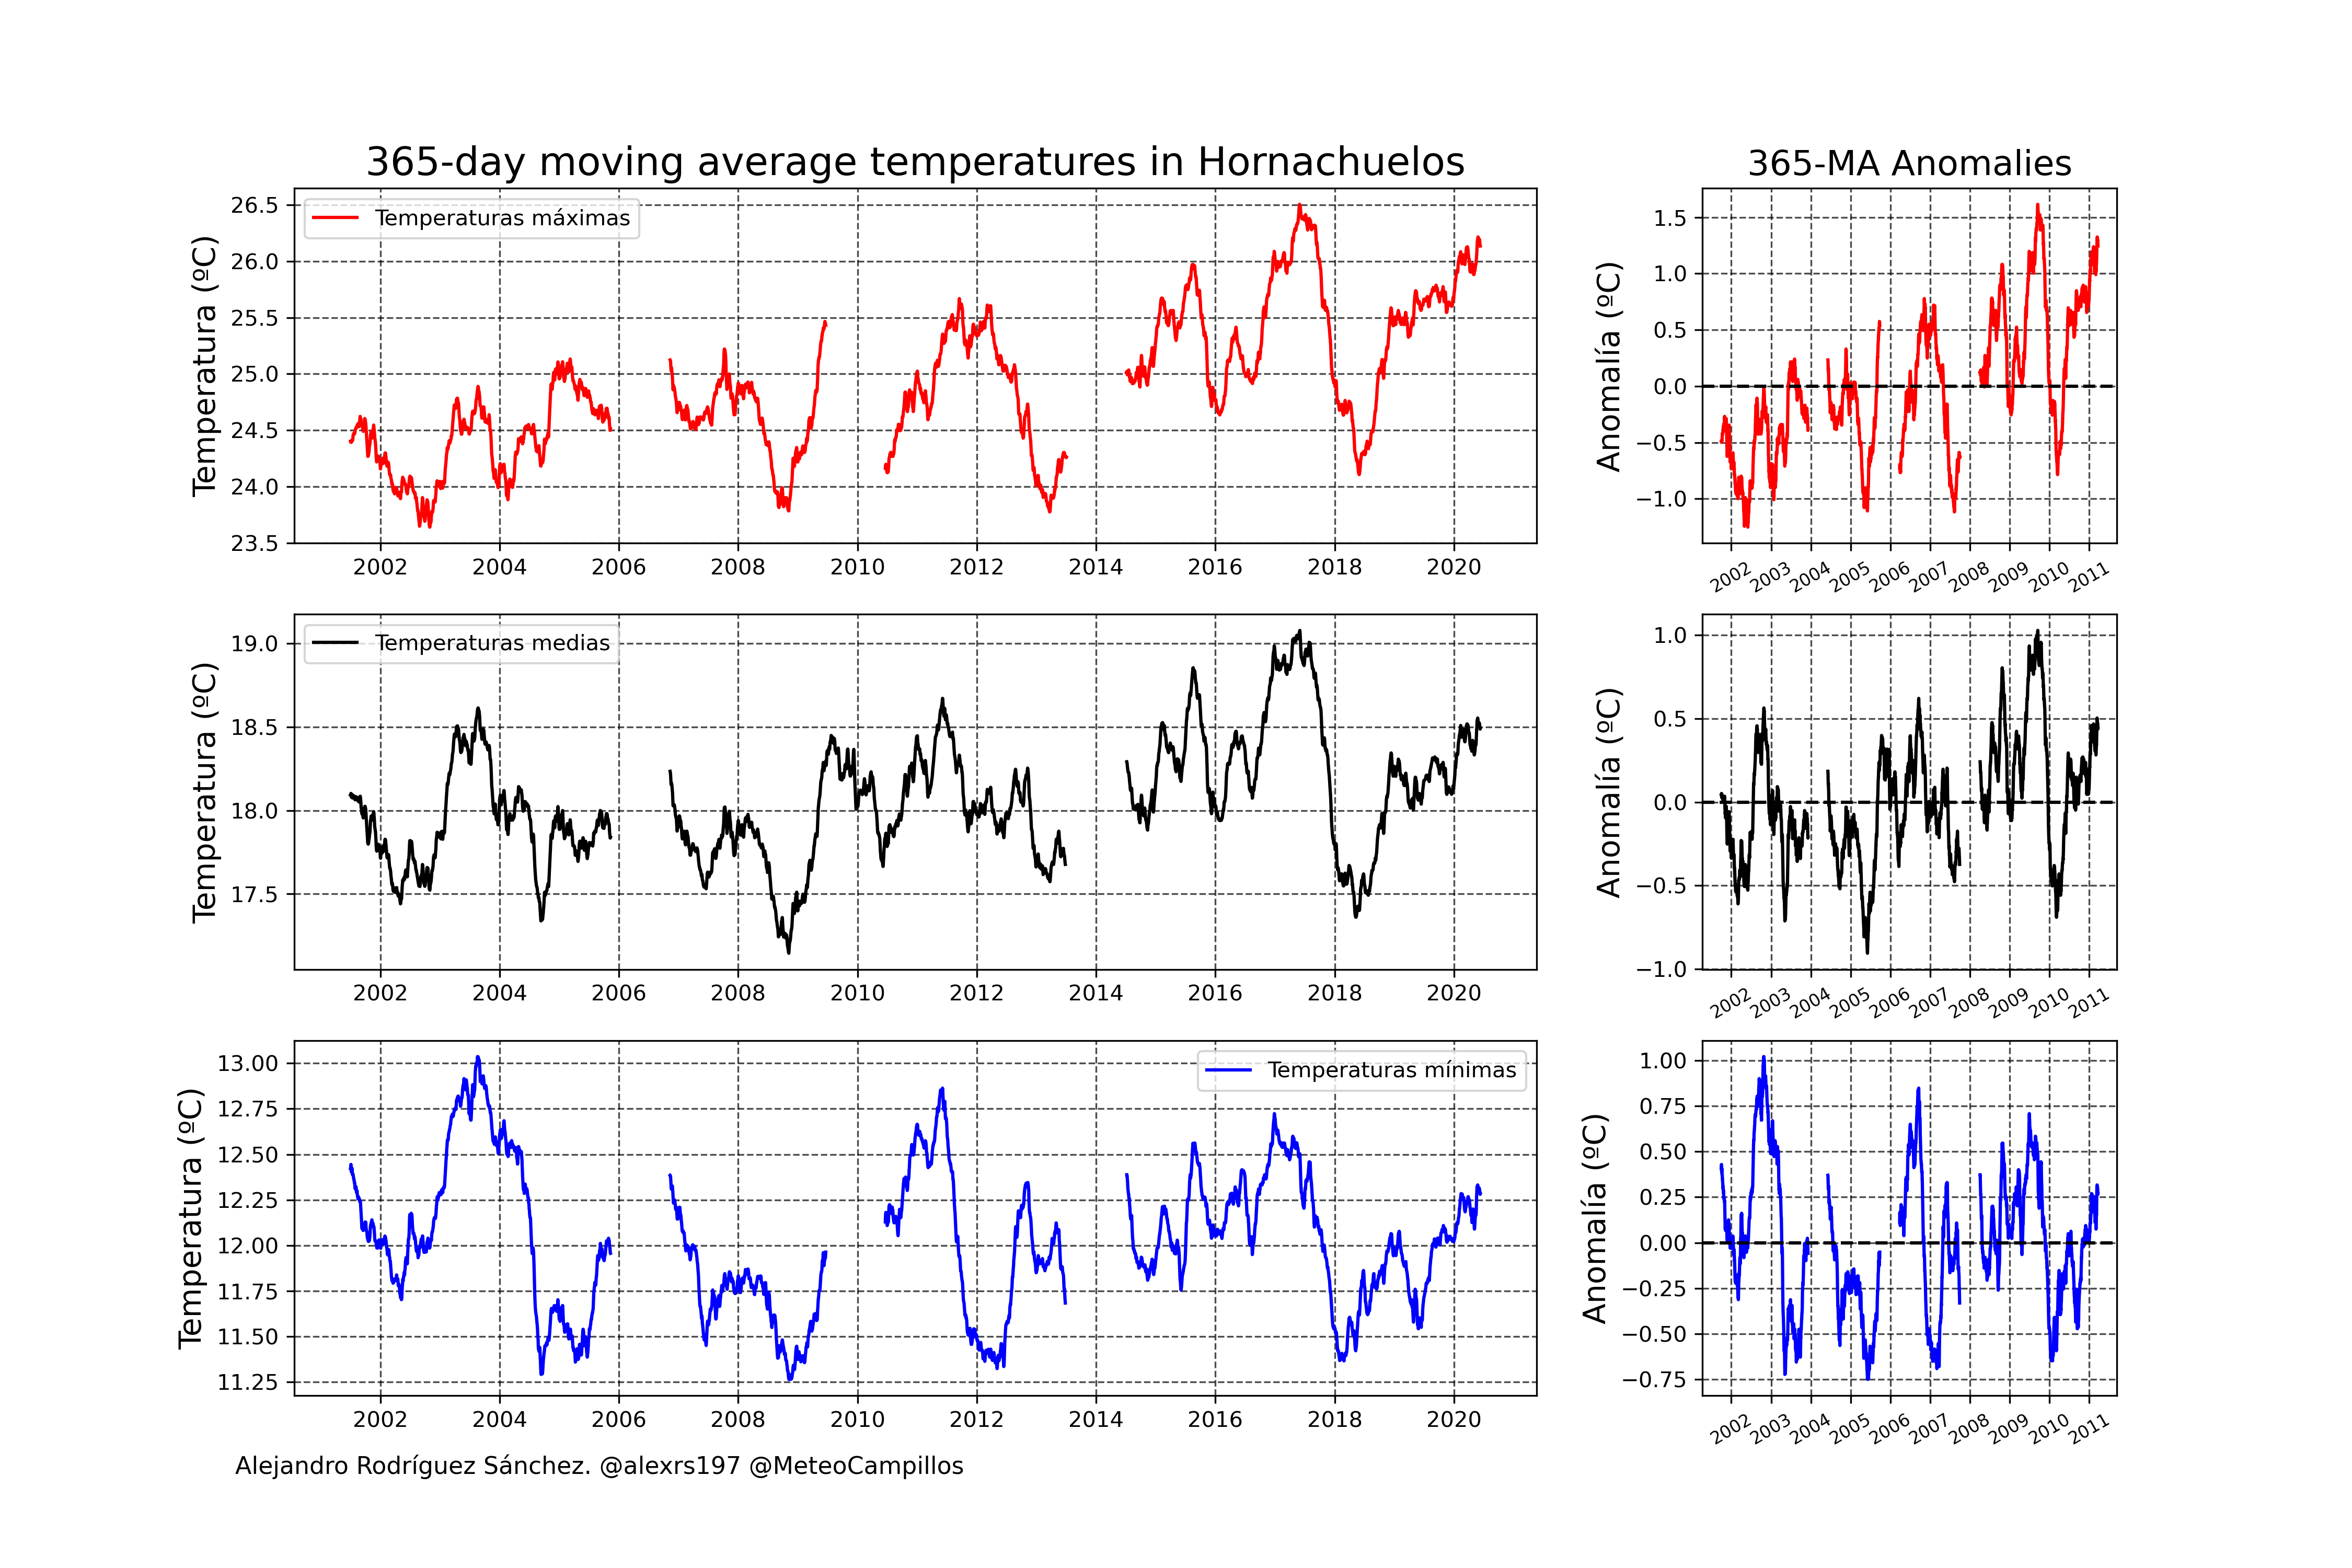 365-day moving average temperatures in Hornachuelos
365-MA Anomalies
Temperatura (ºC)
26.5
26.0
25.5
25.0
24.5
24.0
23.5
Temperaturas máximas
2002 2004 2006 2008 2010 2012 2014 2016 2018 2020
Anomalía (ºC)
1.5
1.0
0.5
0.0
−0.5
−1.0
2002 2003 2004 2005 2006 2007 2008 2009 2010 2011
Temperatura (ºC)
19.0
18.5
18.0
17.5
Temperaturas medias
2002 2004 2006 2008 2010 2012 2014 2016 2018 2020
Anomalía (ºC)
1.0
0.5
0.0
−0.5
−1.0
2002 2003 2004 2005 2006 2007 2008 2009 2010 2011
Temperatura (ºC)
13.00
12.75
12.50
12.25
12.00
11.75
11.50
11.25
Temperaturas mínimas
2002 2004 2006 2008 2010 2012 2014 2016 2018 2020
Anomalía (ºC)
1.00
0.75
0.50
0.25
0.00
−0.25
−0.50
−0.75
2002 2003 2004 2005 2006 2007 2008 2009 2010 2011
Alejandro Rodríguez Sánchez. @alexrs197 @MeteoCampillos